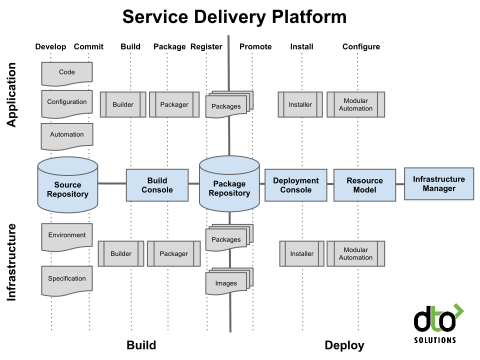 Service Delivery Platform
Develop Commit Build Package Register Promote Install Configure
Application
Code
Configuration
Builder
Packager
Packages
Installer
Modular
Automation
Automation
Source
Repository
Build
Console
Package
Repository
Deployment
Console
Resource
Model
Infrastructure
Manager
Infrastructure
Environment
Builder
Packager
Packages
Installer
Modular
Automation
Specification
Images
Build
Deploy
dto
SOLUTIONS